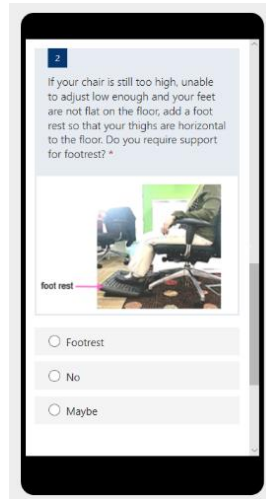 2
If your chair is still too high, unable
to adjust low enough and your feet
are not flat on the floor, add a foot
rest so that your thighs are horizontal
to the floor. Do you require support
for footrest? *
foot rest
Footrest
No
Maybe